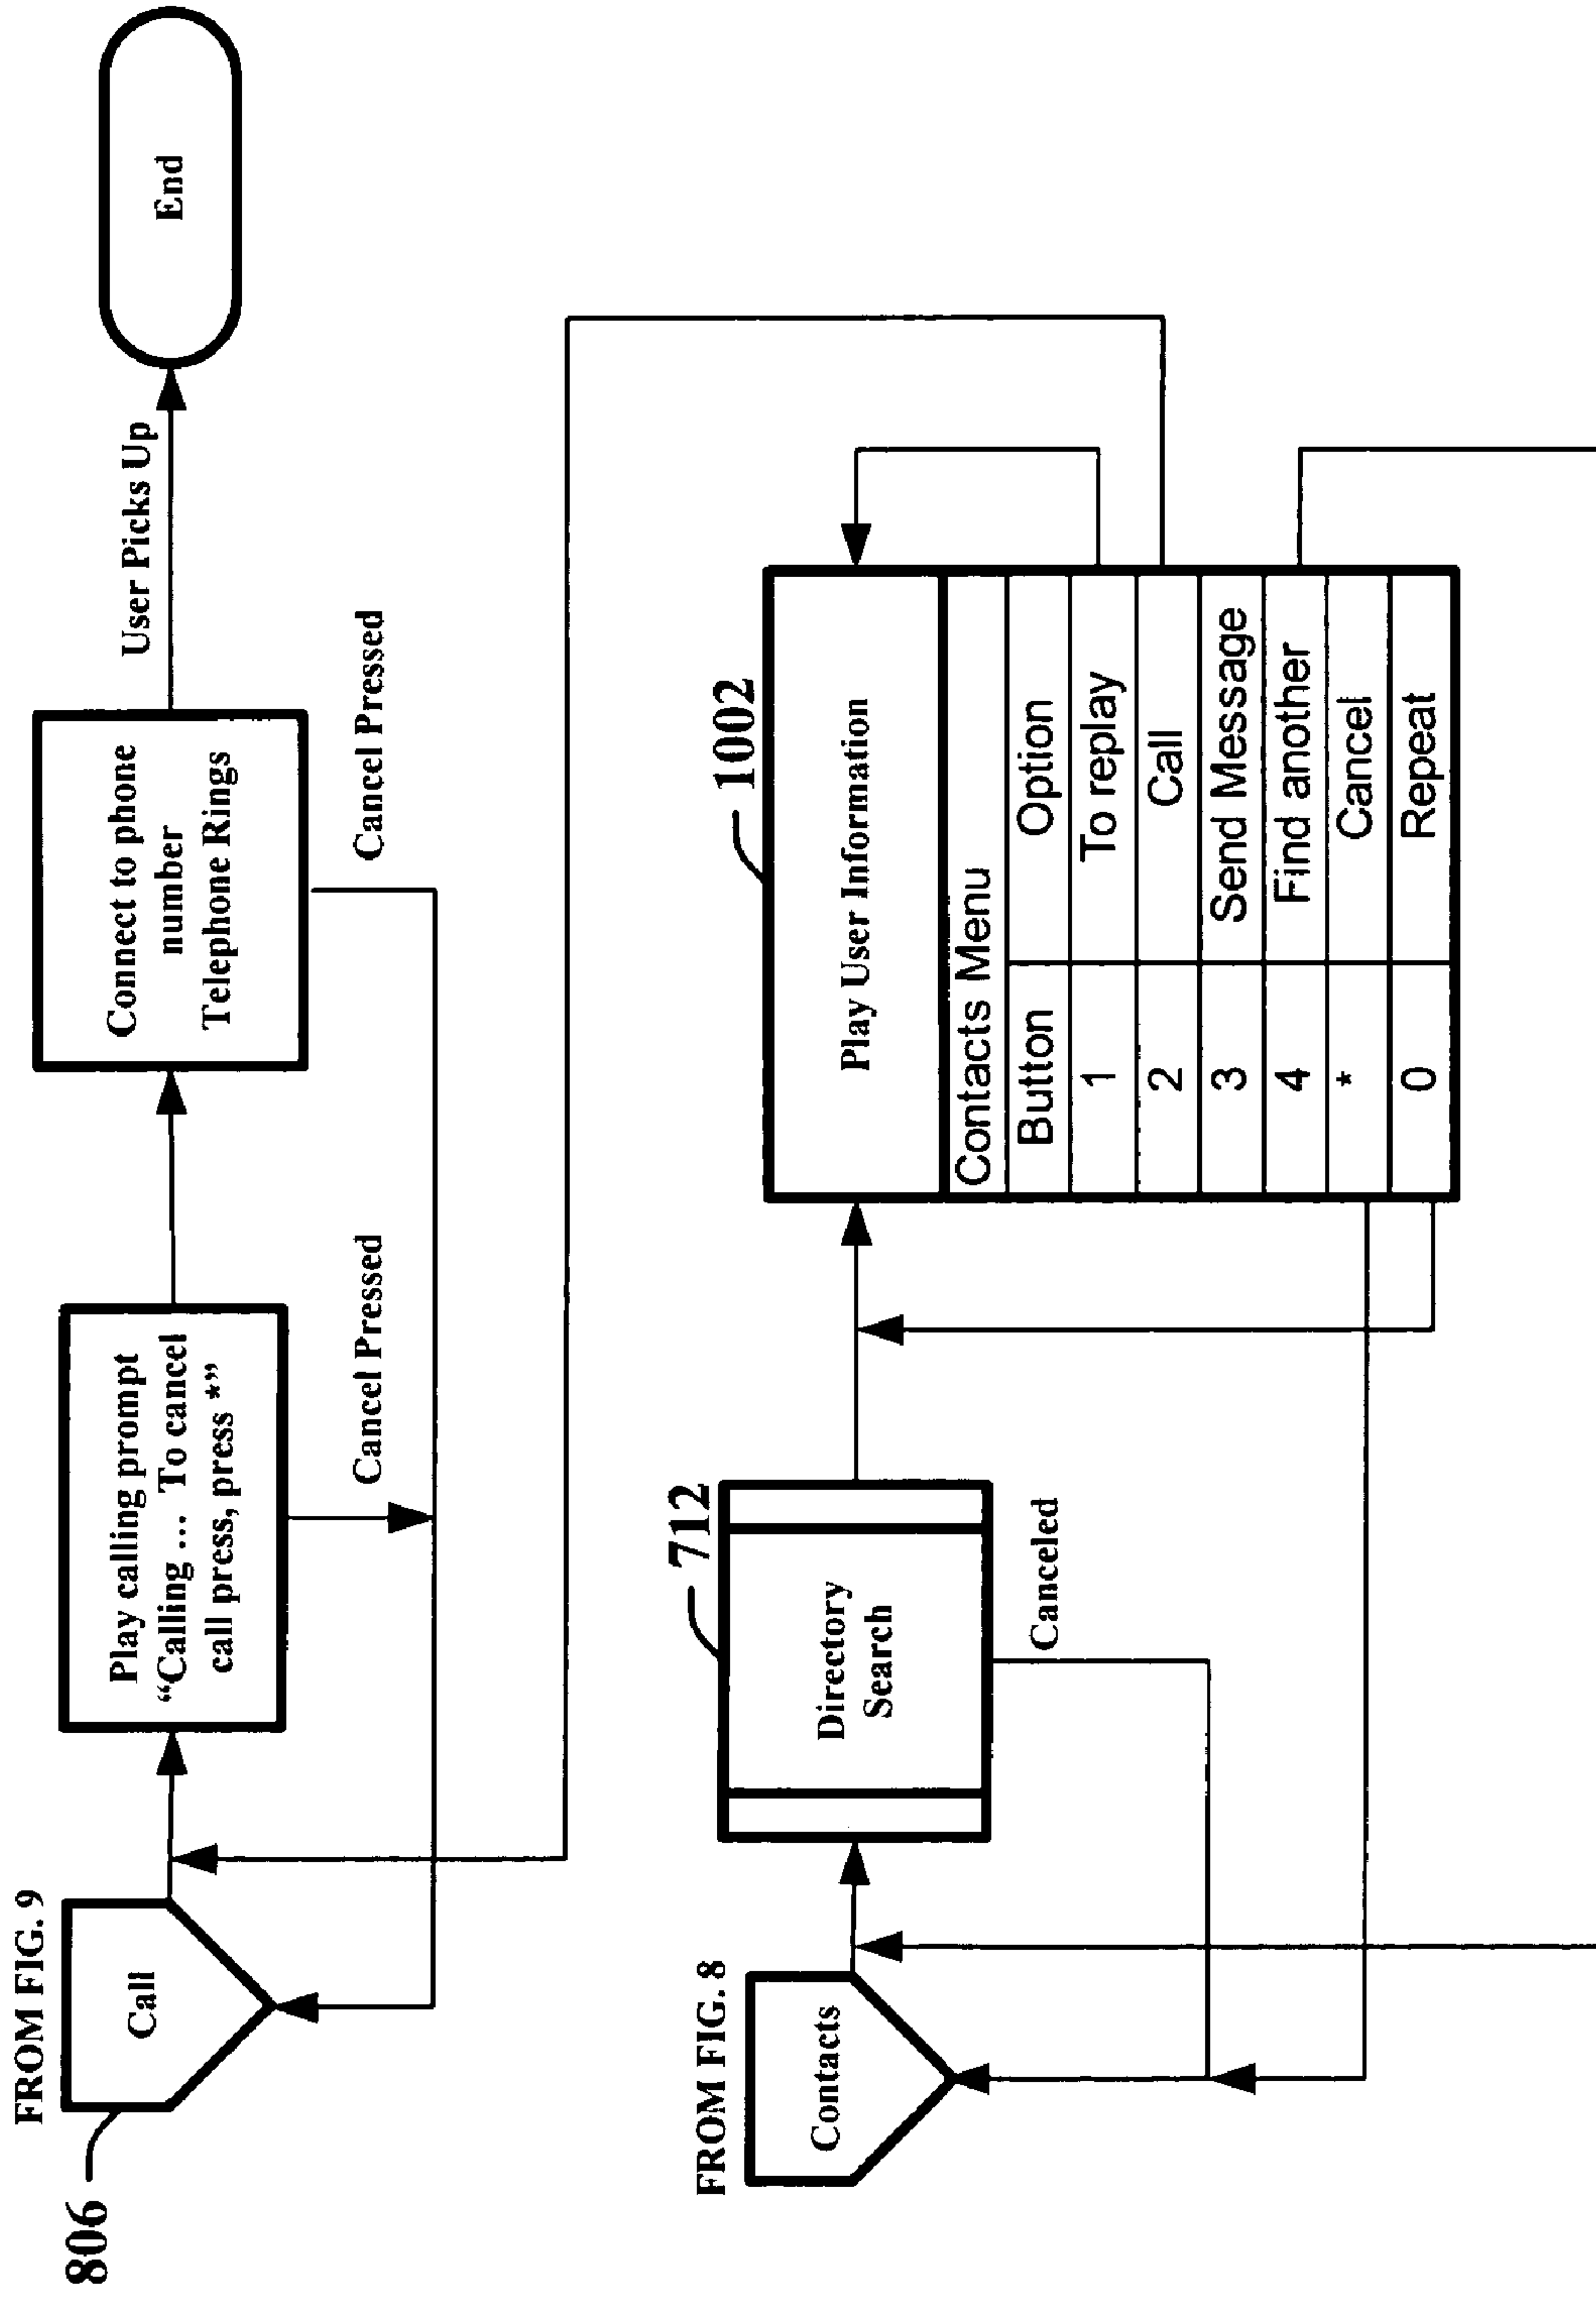 FROM FIG. 9
806
Call
Play calling prompt
“Calling ... To cancel
call press, press *”
Cancel Pressed
Connect to phone
number
Telephone Rings
Cancel Pressed
User Picks Up
End
FROM FIG. 8
Contacts
712
Directory
Search
Canceled
1002
Play User Information
Contacts Menu
Button Option
1 To replay
2 Call
3 Send Message
4 Find another
* Cancel
0 Repeat